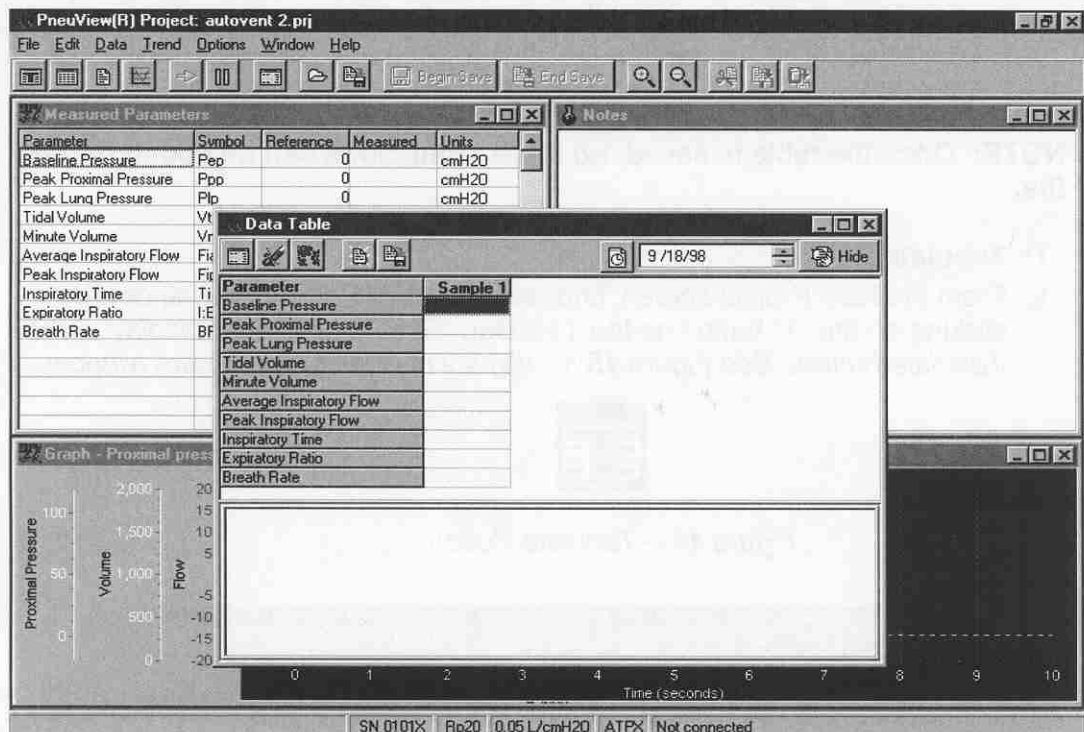 PneuView(R) Project: autovent 2.prj
File Edit Data Trend Options Window Help
Begin Save End Save
Measured Parameters
Parameter Symbol Reference Measured Units
Baseline Pressure Pep 0 cmH2O
Peak Proximal Pressure Ppp 0 cmH2O
Peak Lung Pressure Plp 0 cmH2O
Tidal Volume Vt
Minute Volume
Average Inspiratory Flow
Peak Inspiratory Flow
Inspiratory Time Ti
Expiratory Ratio I:E
Breath Rate
Notes
Data Table
9/18/98 Hide
Parameter Sample 1
Baseline Pressure
Peak Proximal Pressure
Peak Lung Pressure
Tidal Volume
Minute Volume
Average Inspiratory Flow
Peak Inspiratory Flow
Inspiratory Time
Expiratory Ratio
Breath Rate
Graph - Proximal press
Proximal Pressure
100
50
0
Volume
2,000
1,500
1,000
500
0
Flow
20
15
10
5
-5
-10
-15
-20
0 1 2 3 4 5 6 7 8 9 10
Time (seconds)
SN 0101X Rp20 0.05 L/cmH2O ATPX Not connected